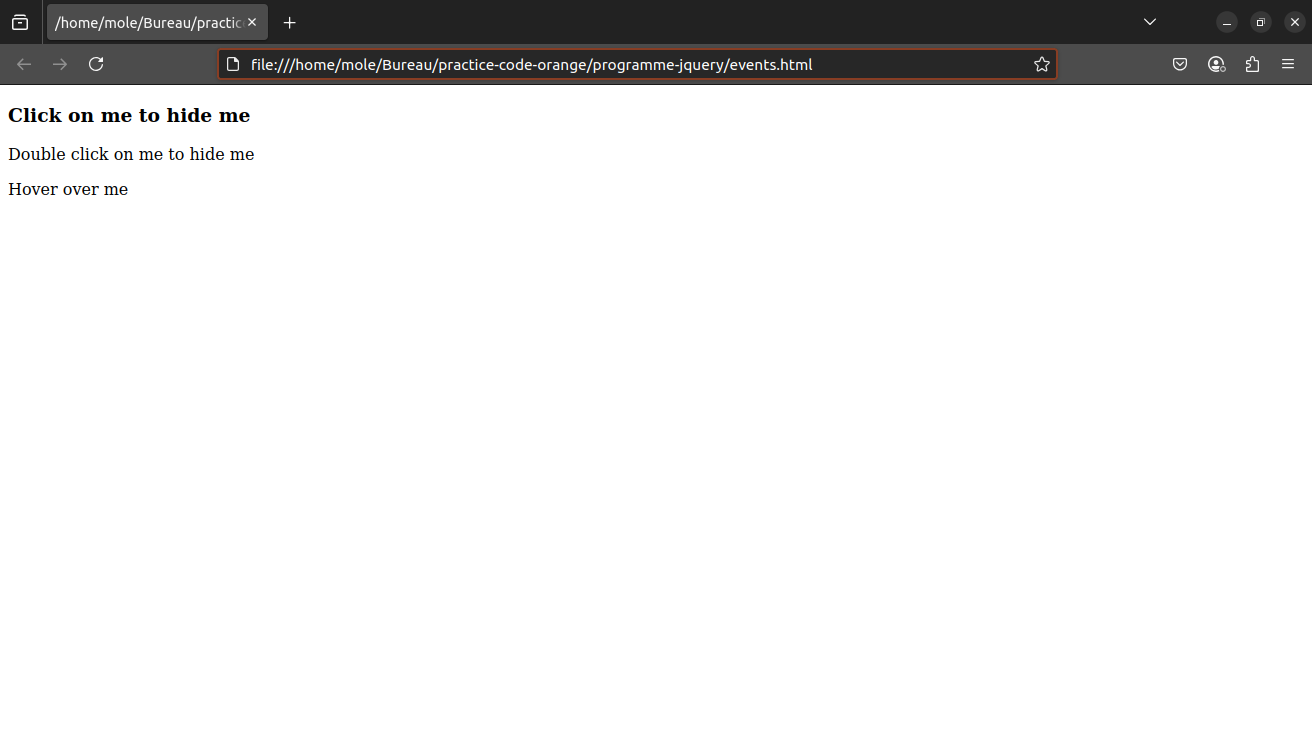 /home/mole/Bureau/practic
file:///home/mole/Bureau/practice-code-orange/programme-jquery/events.html
Click on me to hide me
Double click on me to hide me
Hover over me